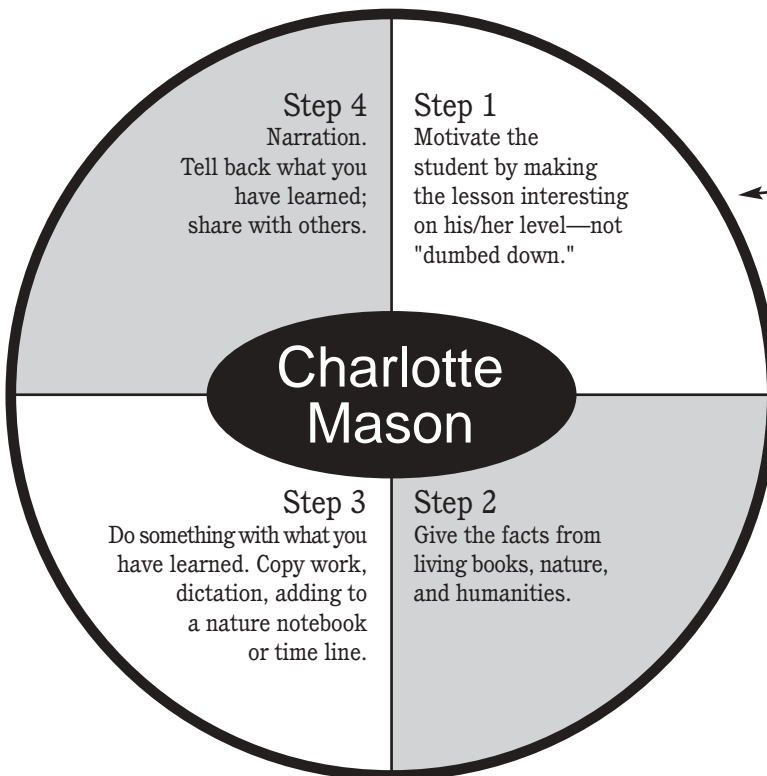 Step 4
Narration.
Tell back what you
have learned;
share with others.
Step 1
Motivate the
student by making
the lesson interesting
on his/her level—not
"dumbed down."
Charlotte
Mason
Step 3
Do something with what you
have learned. Copy work,
dictation, adding to
a nature notebook
or time line.
Step 2
Give the facts from
living books, nature,
and humanities.